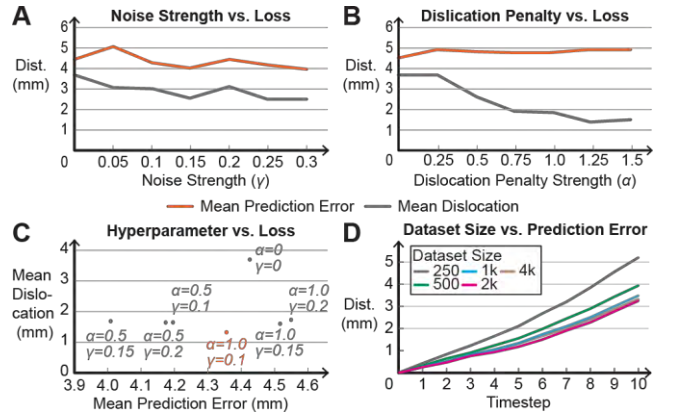 A
Noise Strength vs. Loss
6
5
4
3
2
1
0
Dist.
(mm)
0.05 0.1 0.15 0.2 0.25 0.3
Noise Strength (γ)
B
Dislication Penalty vs. Loss
6
5
4
3
2
1
0
Dist.
(mm)
0.25 0.5 0.75 1.0 1.25 1.5
Dislocation Penalty Strength (α)
Mean Prediction Error
Mean Dislocation
C
Hyperparameter vs. Loss
4
3
2
1
0
Mean
Dislo-
cation
(mm)
α=0
γ=0
α=0.5
γ=0.1
α=1.0
γ=0.2
α=0.5
γ=0.15
α=0.5
γ=0.2
α=1.0
γ=0.1
α=1.0
γ=0.15
3.9 4.0 4.1 4.2 4.3 4.4 4.5 4.6
Mean Prediction Error (mm)
D
Dataset Size vs. Prediction Error
Dataset Size
250 1k 4k
500 2k
5
4
3
2
1
0
Dist.
(mm)
1 2 3 4 5 6 7 8 9 10
Timestep